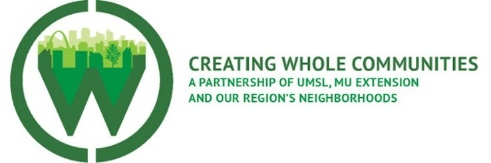 CREATING WHOLE COMMUNITIES
A PARTNERSHIP OF UMSL, MU EXTENSION
AND OUR REGION'S NEIGHBORHOODS